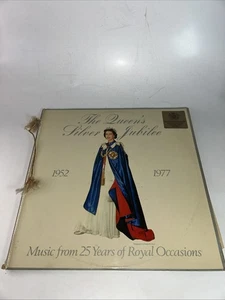 The Queen's
Silver Jubilee
1952 1977
Music from 25 Years of Royal Occasions